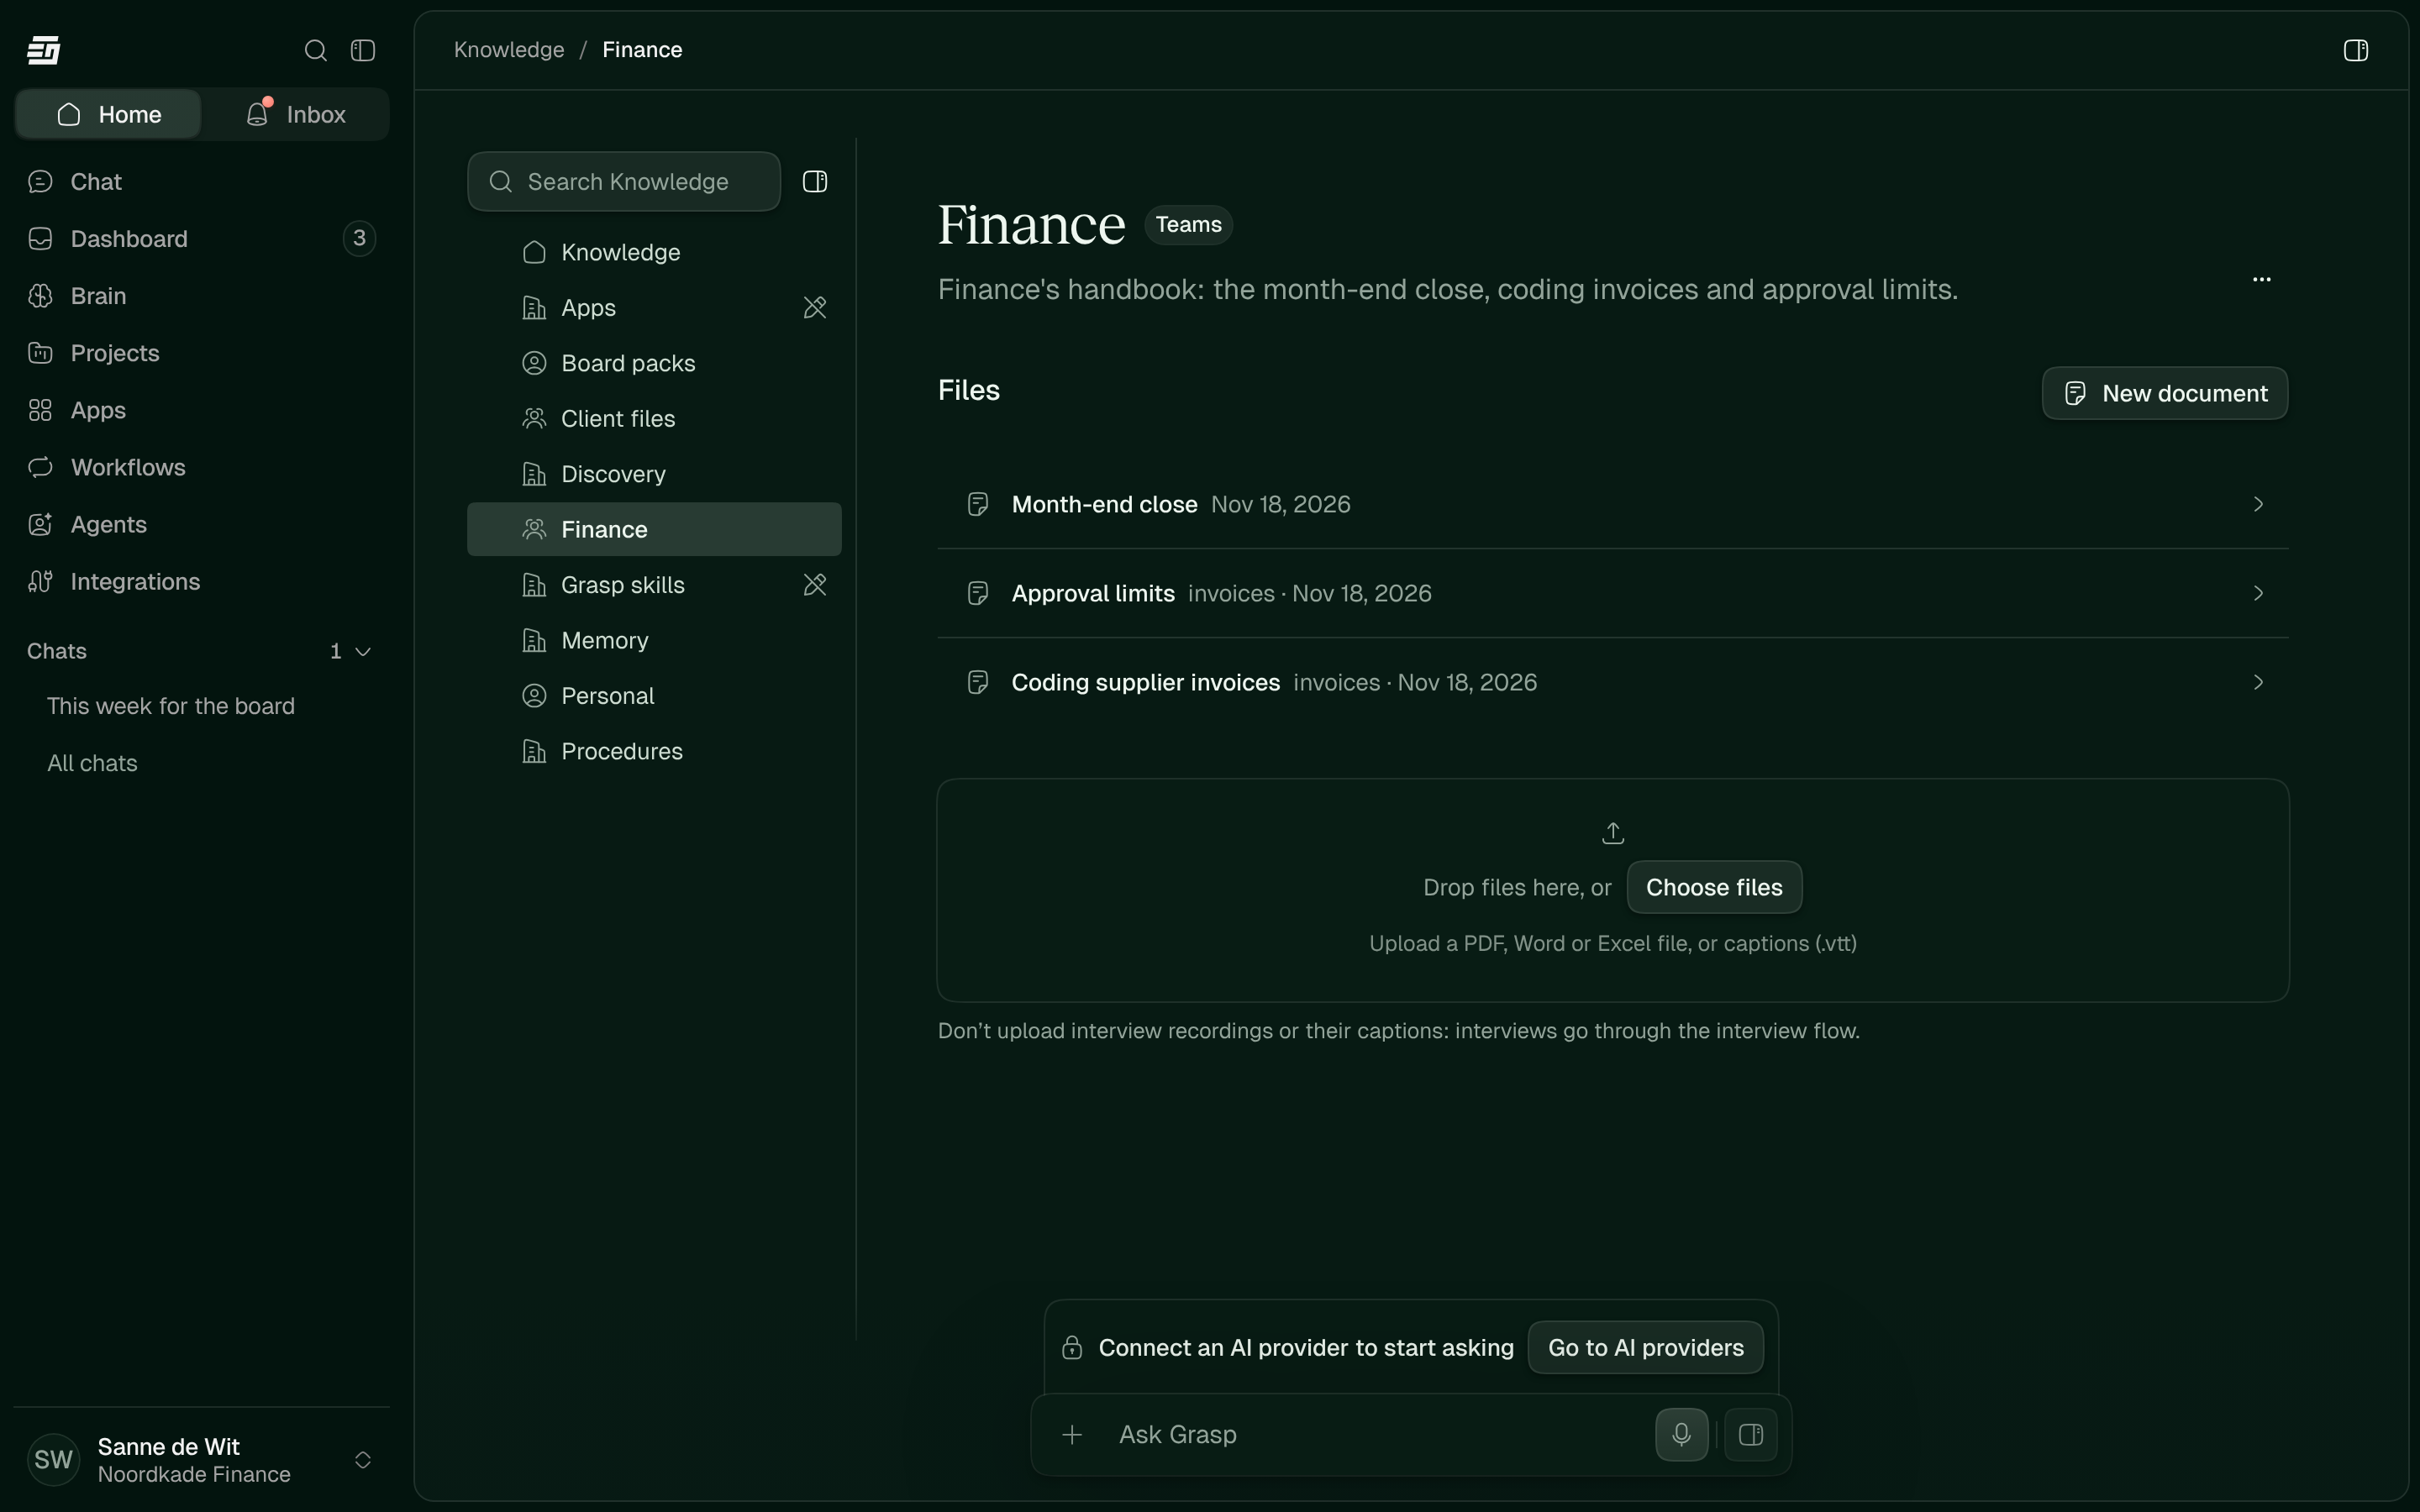 Home
Inbox
Chat
Dashboard 3
Brain
Projects
Apps
Workflows
Agents
Integrations
Chats 1
This week for the board
All chats
SW
Sanne de Wit
Noordkade Finance
Knowledge / Finance
Search Knowledge
Knowledge
Apps
Board packs
Client files
Discovery
Finance
Grasp skills
Memory
Personal
Procedures
Finance Teams
Finance's handbook: the month-end close, coding invoices and approval limits.
Files
New document
Month-end close Nov 18, 2026
Approval limits invoices · Nov 18, 2026
Coding supplier invoices invoices · Nov 18, 2026
Drop files here, or Choose files
Upload a PDF, Word or Excel file, or captions (.vtt)
Don’t upload interview recordings or their captions: interviews go through the interview flow.
Connect an AI provider to start asking Go to AI providers
Ask Grasp